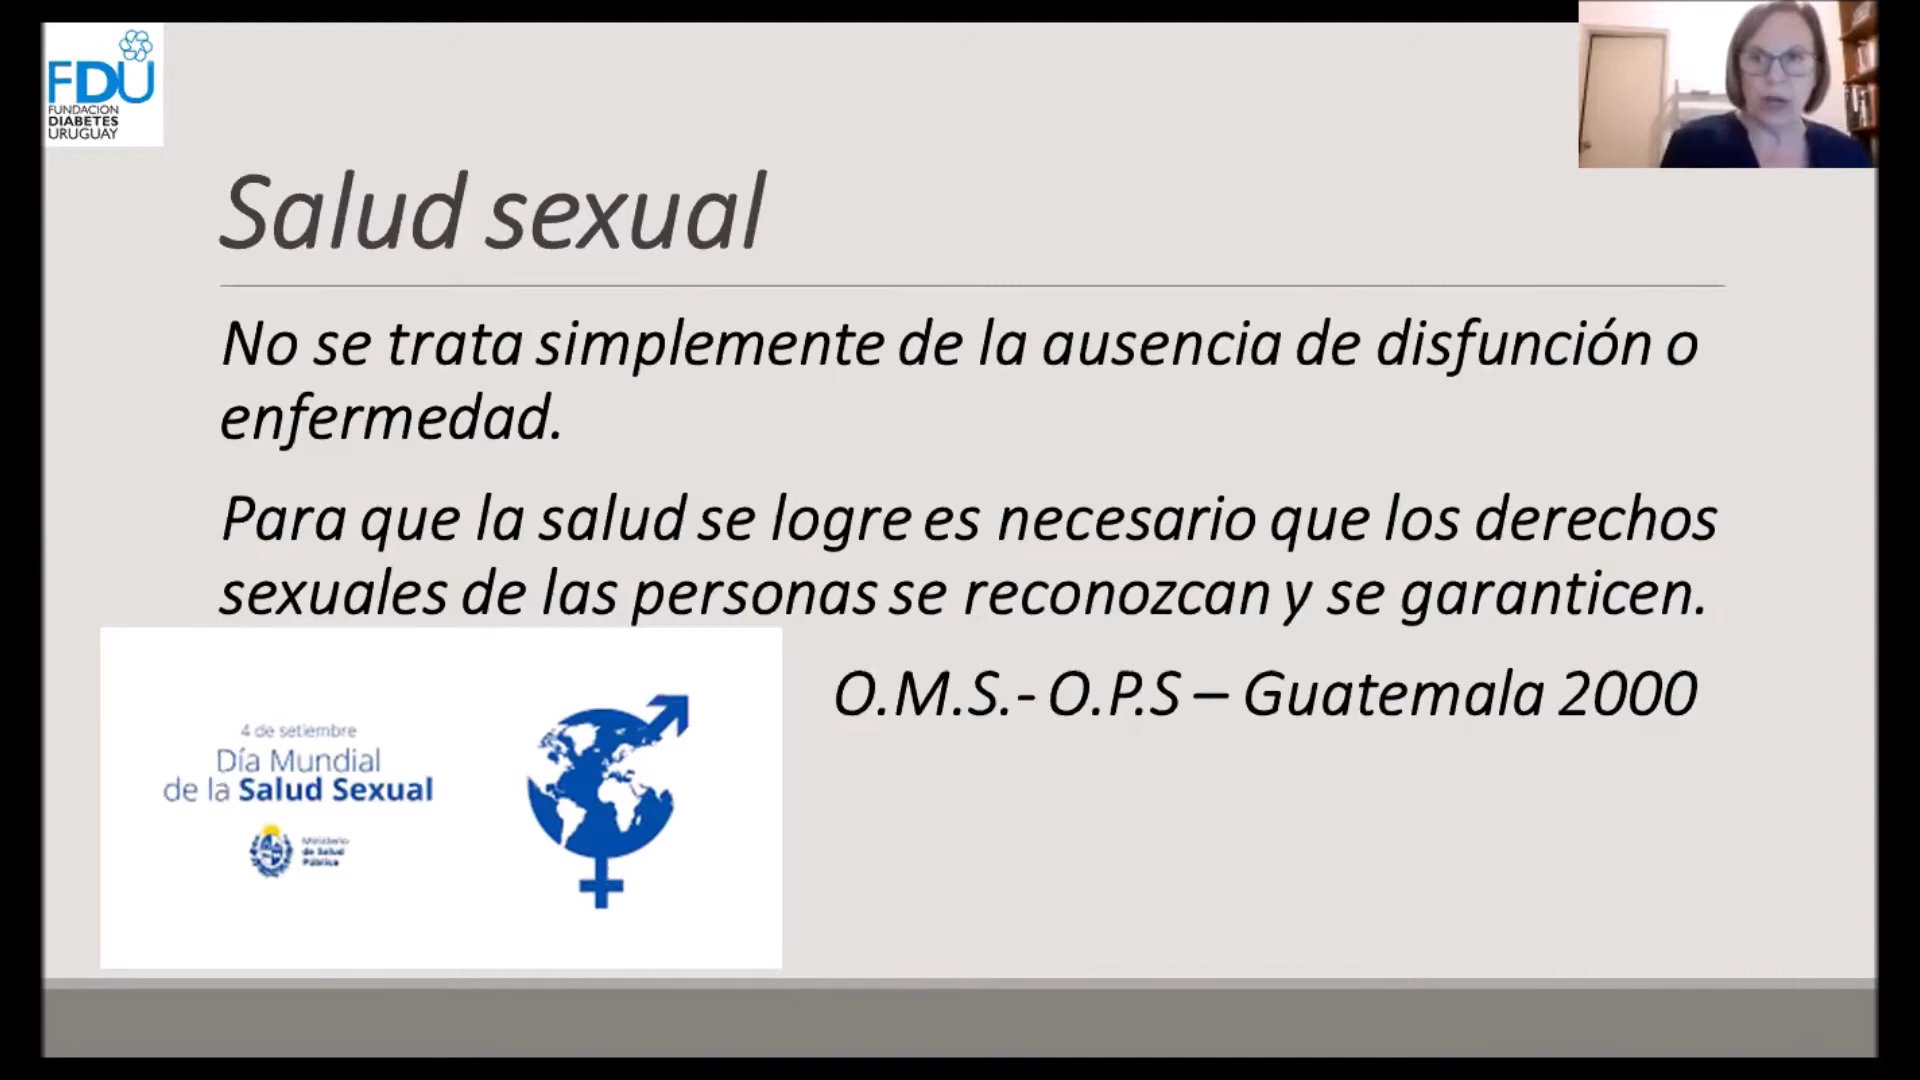 FDU
FUNDACIÓN
DIABETES
URUGUAY
Salud sexual
No se trata simplemente de la ausencia de disfunción o
enfermedad.
Para que la salud se logre es necesario que los derechos
sexuales de las personas se reconozcan y se garanticen.
O.M.S.- O.P.S – Guatemala 2000
4 de setiembre
Día Mundial
de la Salud Sexual
Ministerio
de Salud
Pública